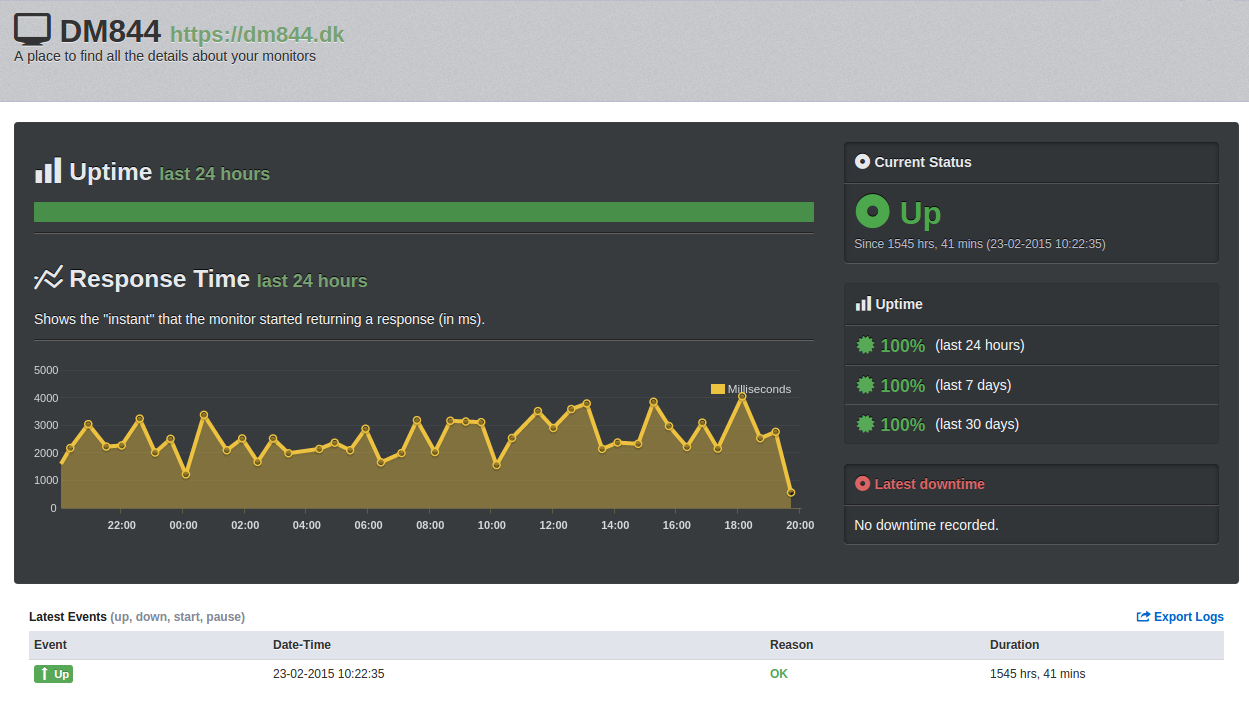 DM844 https://dm844.dk
A place to find all the details about your monitors
Uptime last 24 hours
Response Time last 24 hours
Shows the "instant" that the monitor started returning a response (in ms).
5000
4000
3000
2000
1000
0
Milliseconds
22:00 00:00 02:00 04:00 06:00 08:00 10:00 12:00 14:00 16:00 18:00 20:00
Current Status
Up
Since 1545 hrs, 41 mins (23-02-2015 10:22:35)
Uptime
100% (last 24 hours)
100% (last 7 days)
100% (last 30 days)
Latest downtime
No downtime recorded.
Latest Events (up, down, start, pause)
Export Logs
Event Date-Time Reason Duration
Up 23-02-2015 10:22:35 OK 1545 hrs, 41 mins